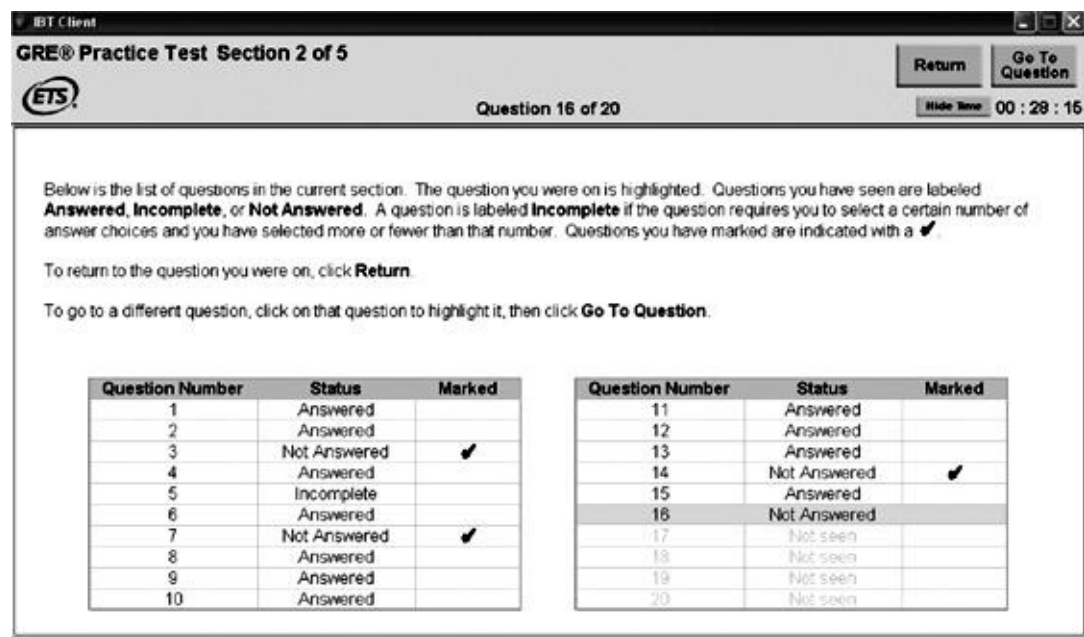 IBT Client
GRE® Practice Test Section 2 of 5
Return
Go To
Question
ETS
Question 16 of 20
Hide Time 00 : 28 : 15
Below is the list of questions in the current section. The question you were on is highlighted. Questions you have seen are labeled
Answered, Incomplete, or Not Answered. A question is labeled Incomplete if the question requires you to select a certain number of
answer choices and you have selected more or fewer than that number. Questions you have marked are indicated with a ✔.
To return to the question you were on, click Return.
To go to a different question, click on that question to highlight it, then click Go To Question.
Question Number Status Marked
1 Answered
2 Answered
3 Not Answered ✔
4 Answered
5 Incomplete
6 Answered
7 Not Answered ✔
8 Answered
9 Answered
10 Answered
Question Number Status Marked
11 Answered
12 Answered
13 Answered
14 Not Answered ✔
15 Answered
16 Not Answered
17 Not seen
18 Not seen
19 Not seen
20 Not seen